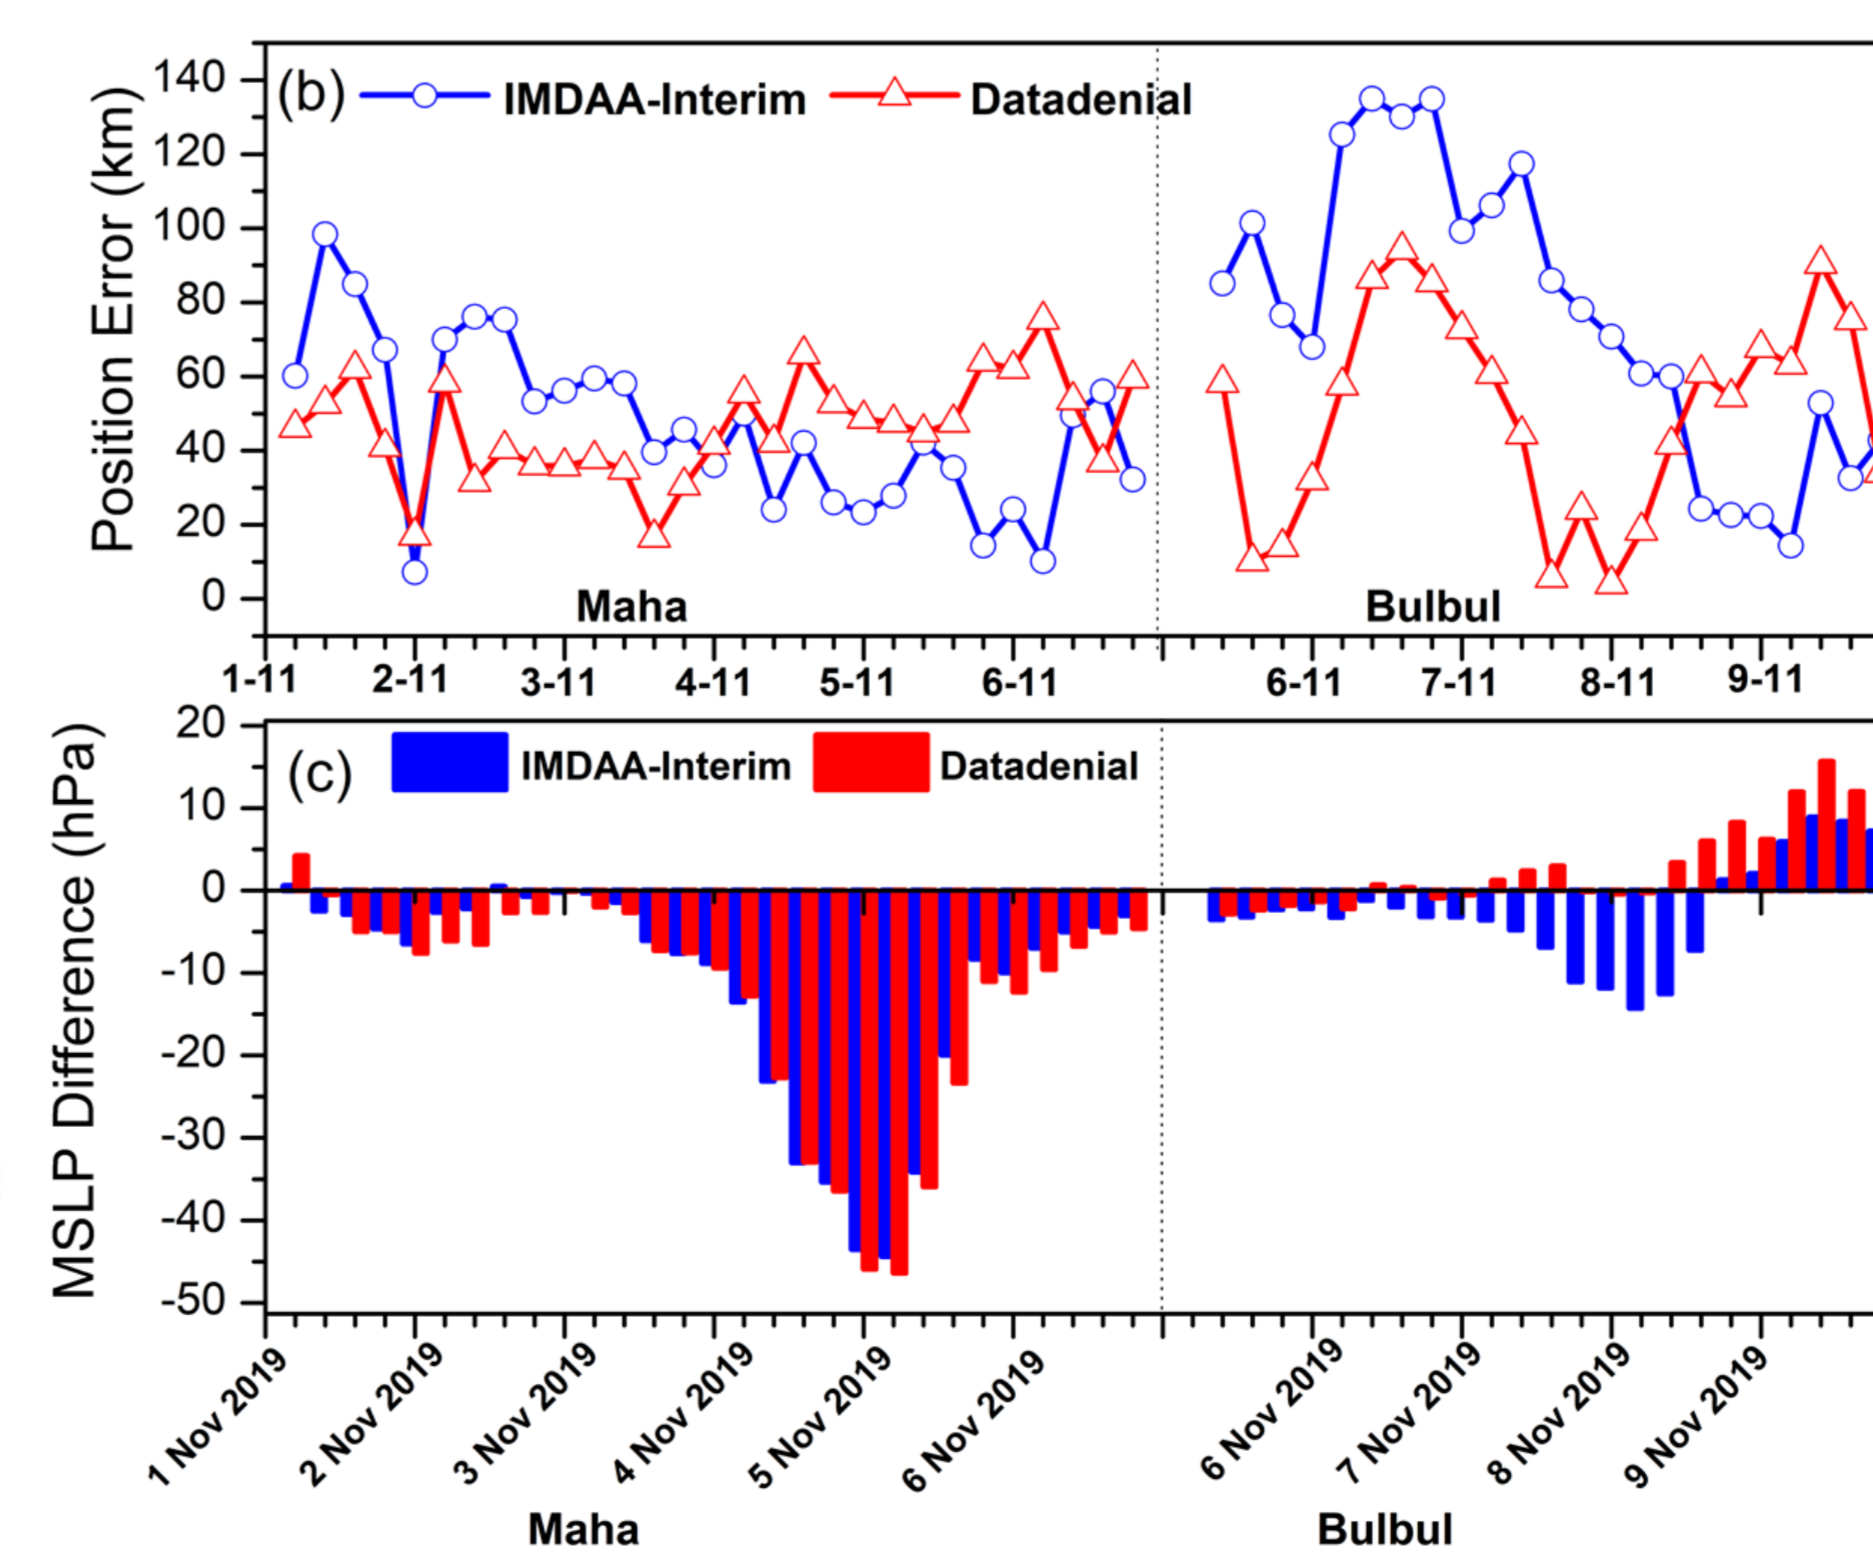 (b) IMDAA-Interim Datadenial
140
120
100
80
60
40
20
0
Position Error (km)
Maha Bulbul
1-11 2-11 3-11 4-11 5-11 6-11 6-11 7-11 8-11 9-11
(c) IMDAA-Interim Datadenial
20
10
0
-10
-20
-30
-40
-50
MSLP Difference (hPa)
1 Nov 2019 2 Nov 2019 3 Nov 2019 4 Nov 2019 5 Nov 2019 6 Nov 2019 6 Nov 2019 7 Nov 2019 8 Nov 2019 9 Nov 2019
Maha Bulbul